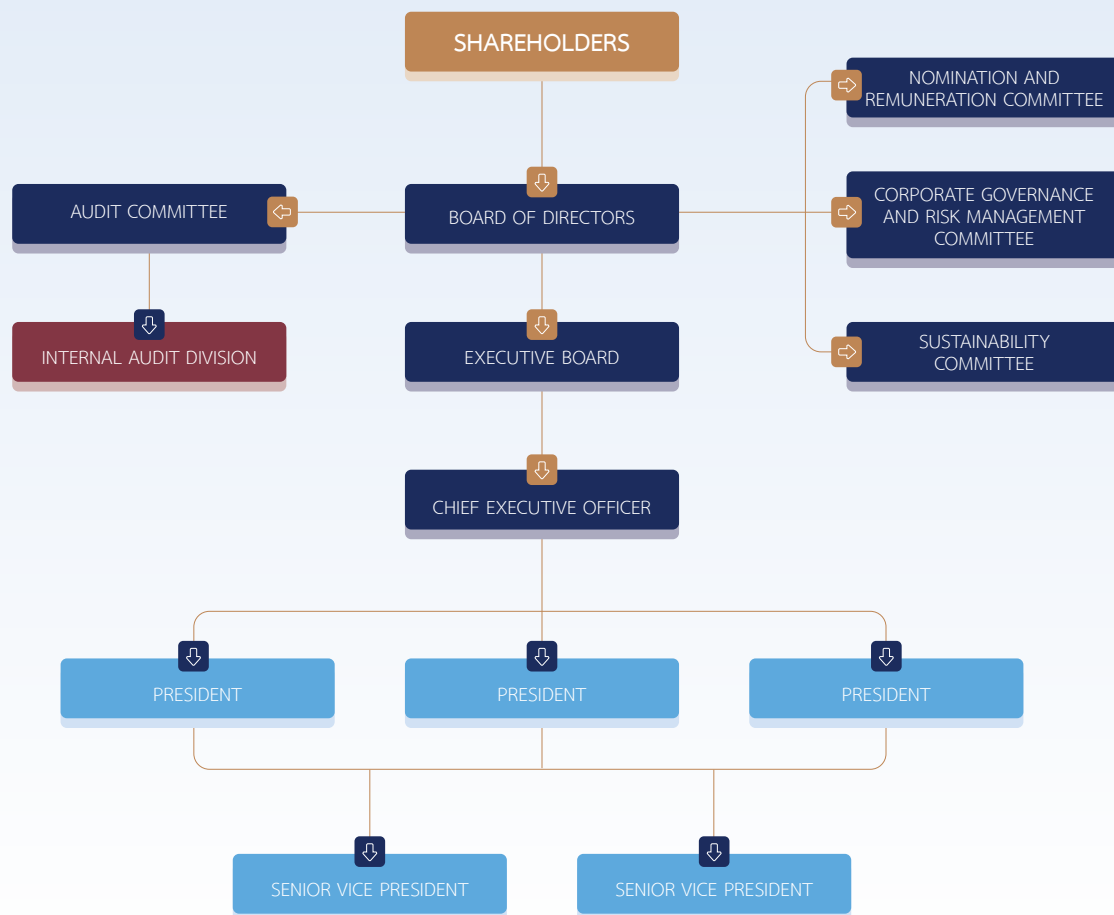 SHAREHOLDERS
NOMINATION AND
REMUNERATION COMMITTEE
AUDIT COMMITTEE
BOARD OF DIRECTORS
CORPORATE GOVERNANCE
AND RISK MANAGEMENT
COMMITTEE
INTERNAL AUDIT DIVISION
EXECUTIVE BOARD
SUSTAINABILITY
COMMITTEE
CHIEF EXECUTIVE OFFICER
PRESIDENT
PRESIDENT
PRESIDENT
SENIOR VICE PRESIDENT
SENIOR VICE PRESIDENT